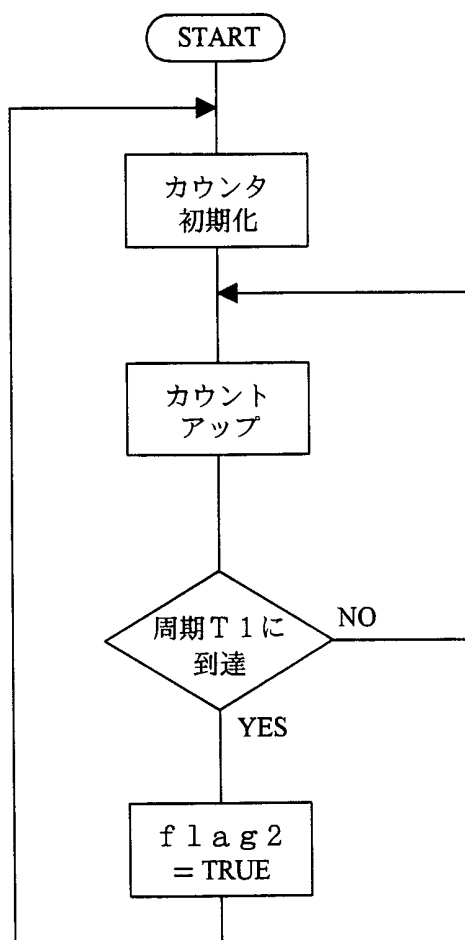 START
カウンタ
初期化
カウント
アップ
周期T1に
到達
NO
YES
flag2
= TRUE